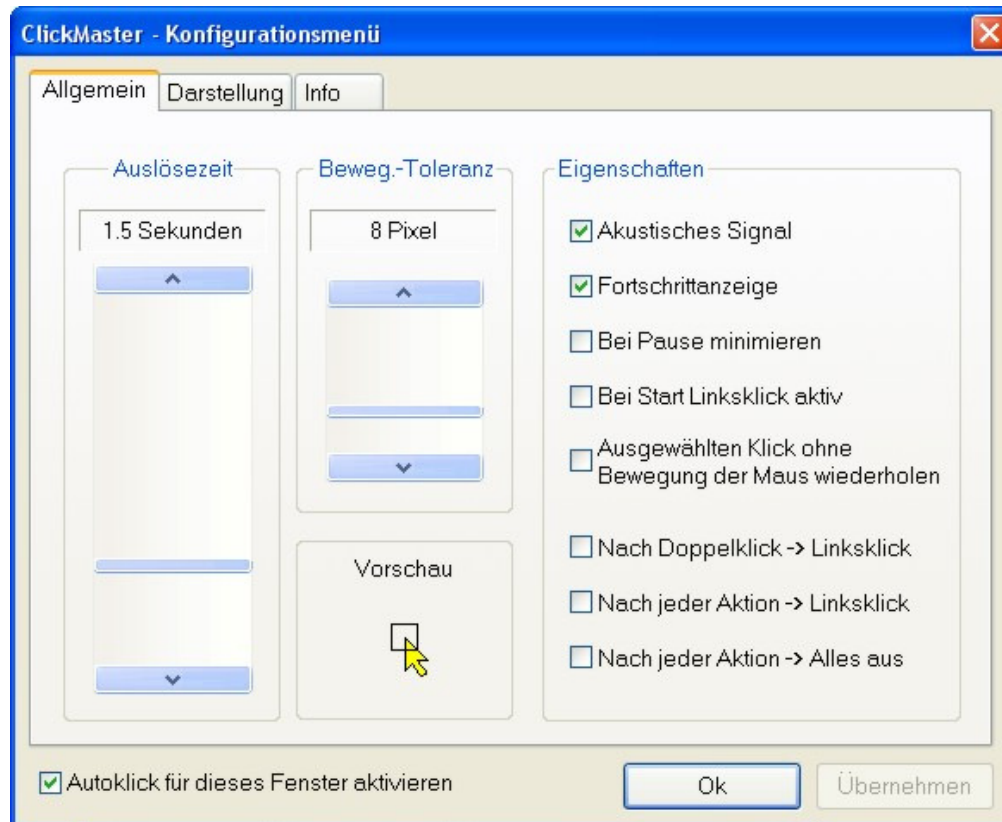 ClickMaster - Konfigurationsmenü
Allgemein Darstellung Info
Auslösezeit
1.5 Sekunden
Beweg.-Toleranz
8 Pixel
Vorschau
Eigenschaften
Akustisches Signal
Fortschrittanzeige
Bei Pause minimieren
Bei Start Linksklick aktiv
Ausgewählten Klick ohne
Bewegung der Maus wiederholen
Nach Doppelklick -> Linksklick
Nach jeder Aktion -> Linksklick
Nach jeder Aktion -> Alles aus
Autoklick für dieses Fenster aktivieren
Ok
Übernehmen